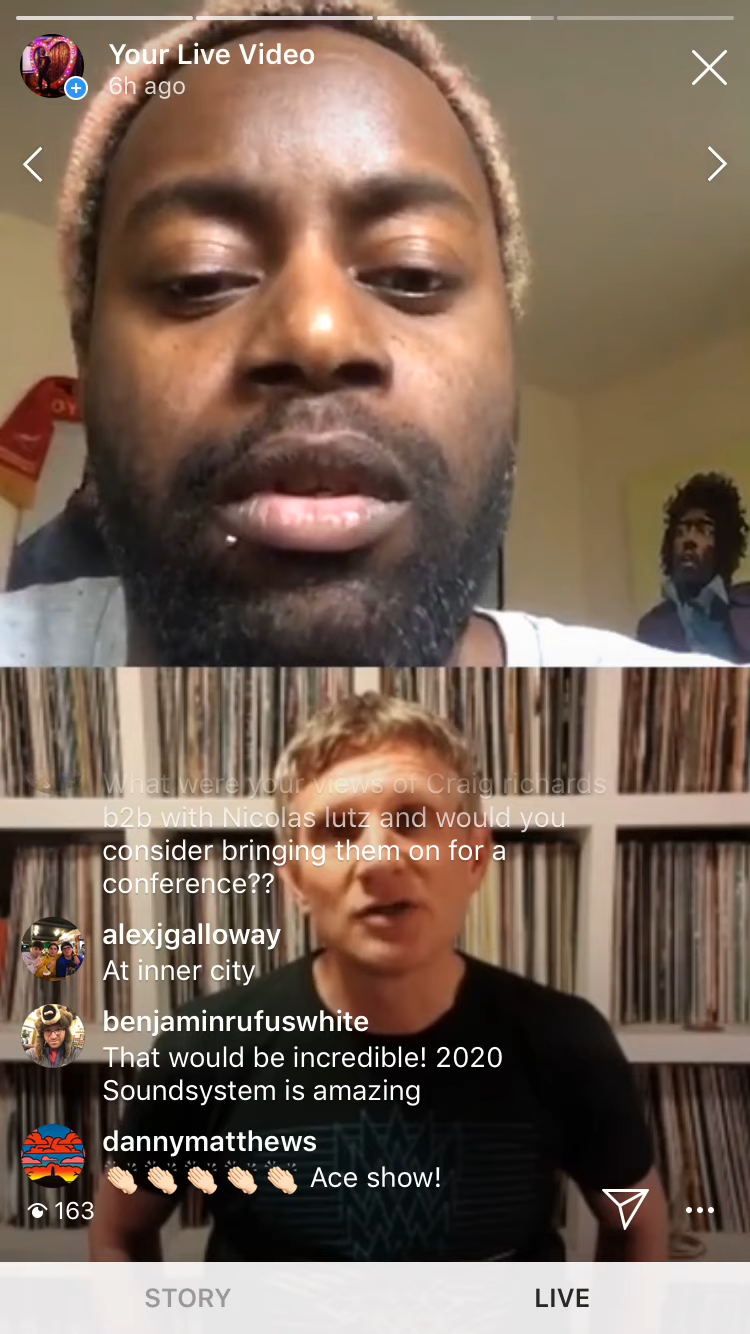 Your Live Video
6h ago
What were your views of Craig richards
b2b with Nicolas lutz and would you
consider bringing them on for a
conference??
alexjgalloway
At inner city
benjaminrufuswhite
That would be incredible! 2020
Soundsystem is amazing
dannymatthews
👏🏻👏🏻👏🏻👏🏻👏🏻 Ace show!
163
STORY
LIVE